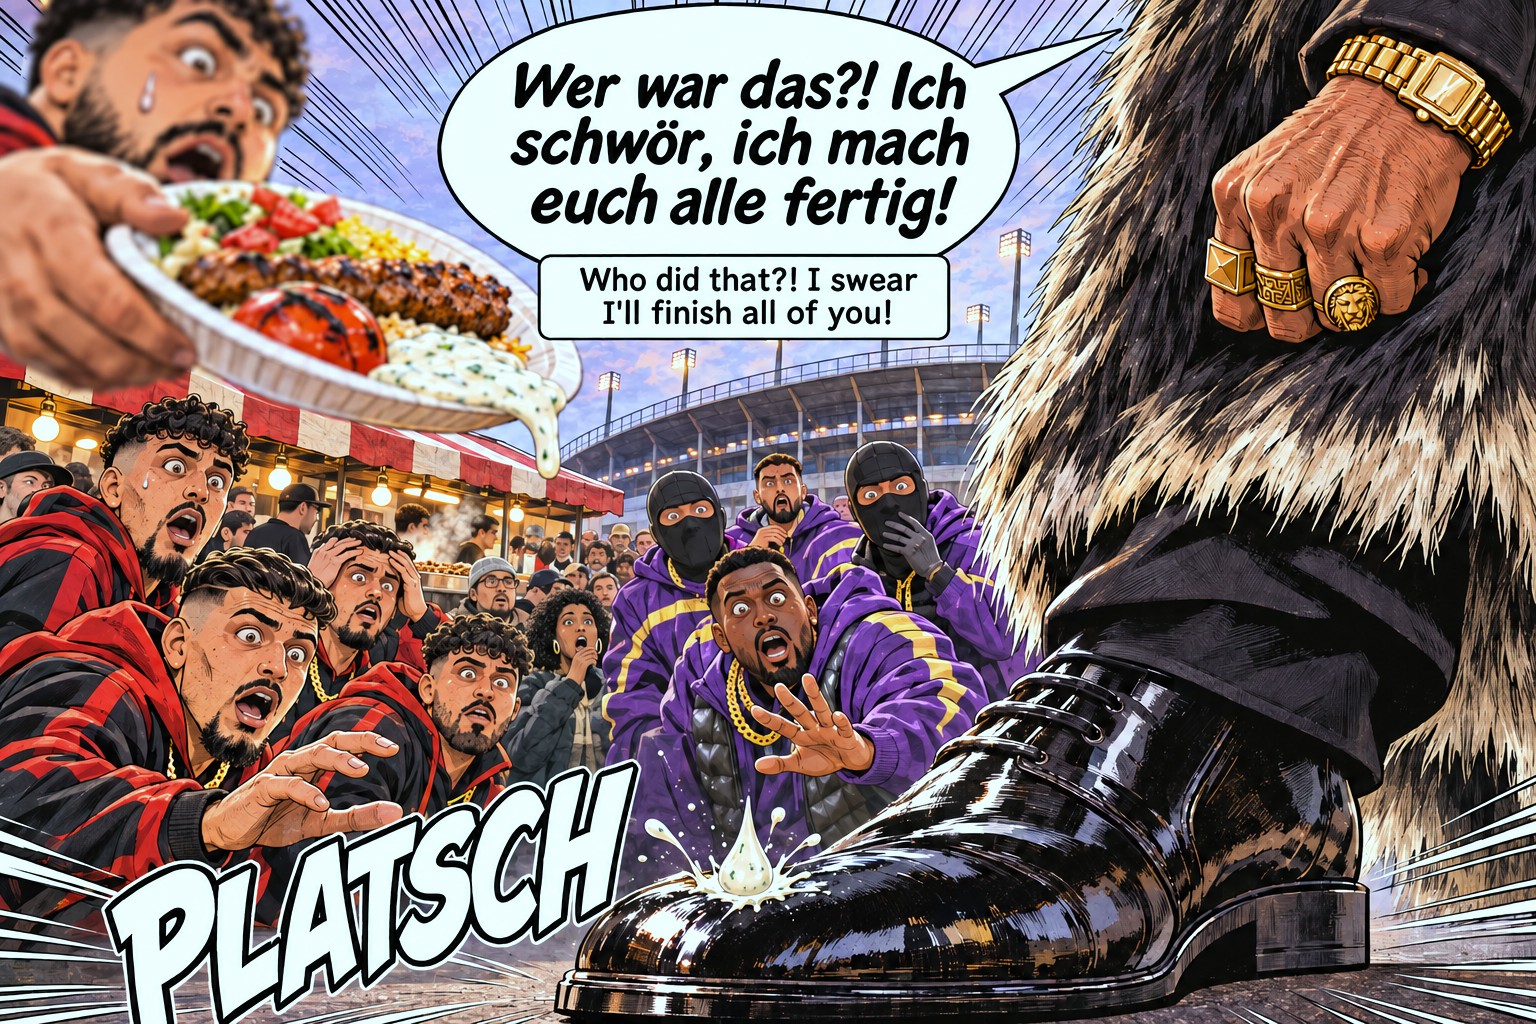 Wer war das?! Ich
schwör, ich mach
euch alle fertig!
Who did that?! I swear
I'll finish all of you!
PLATSCH